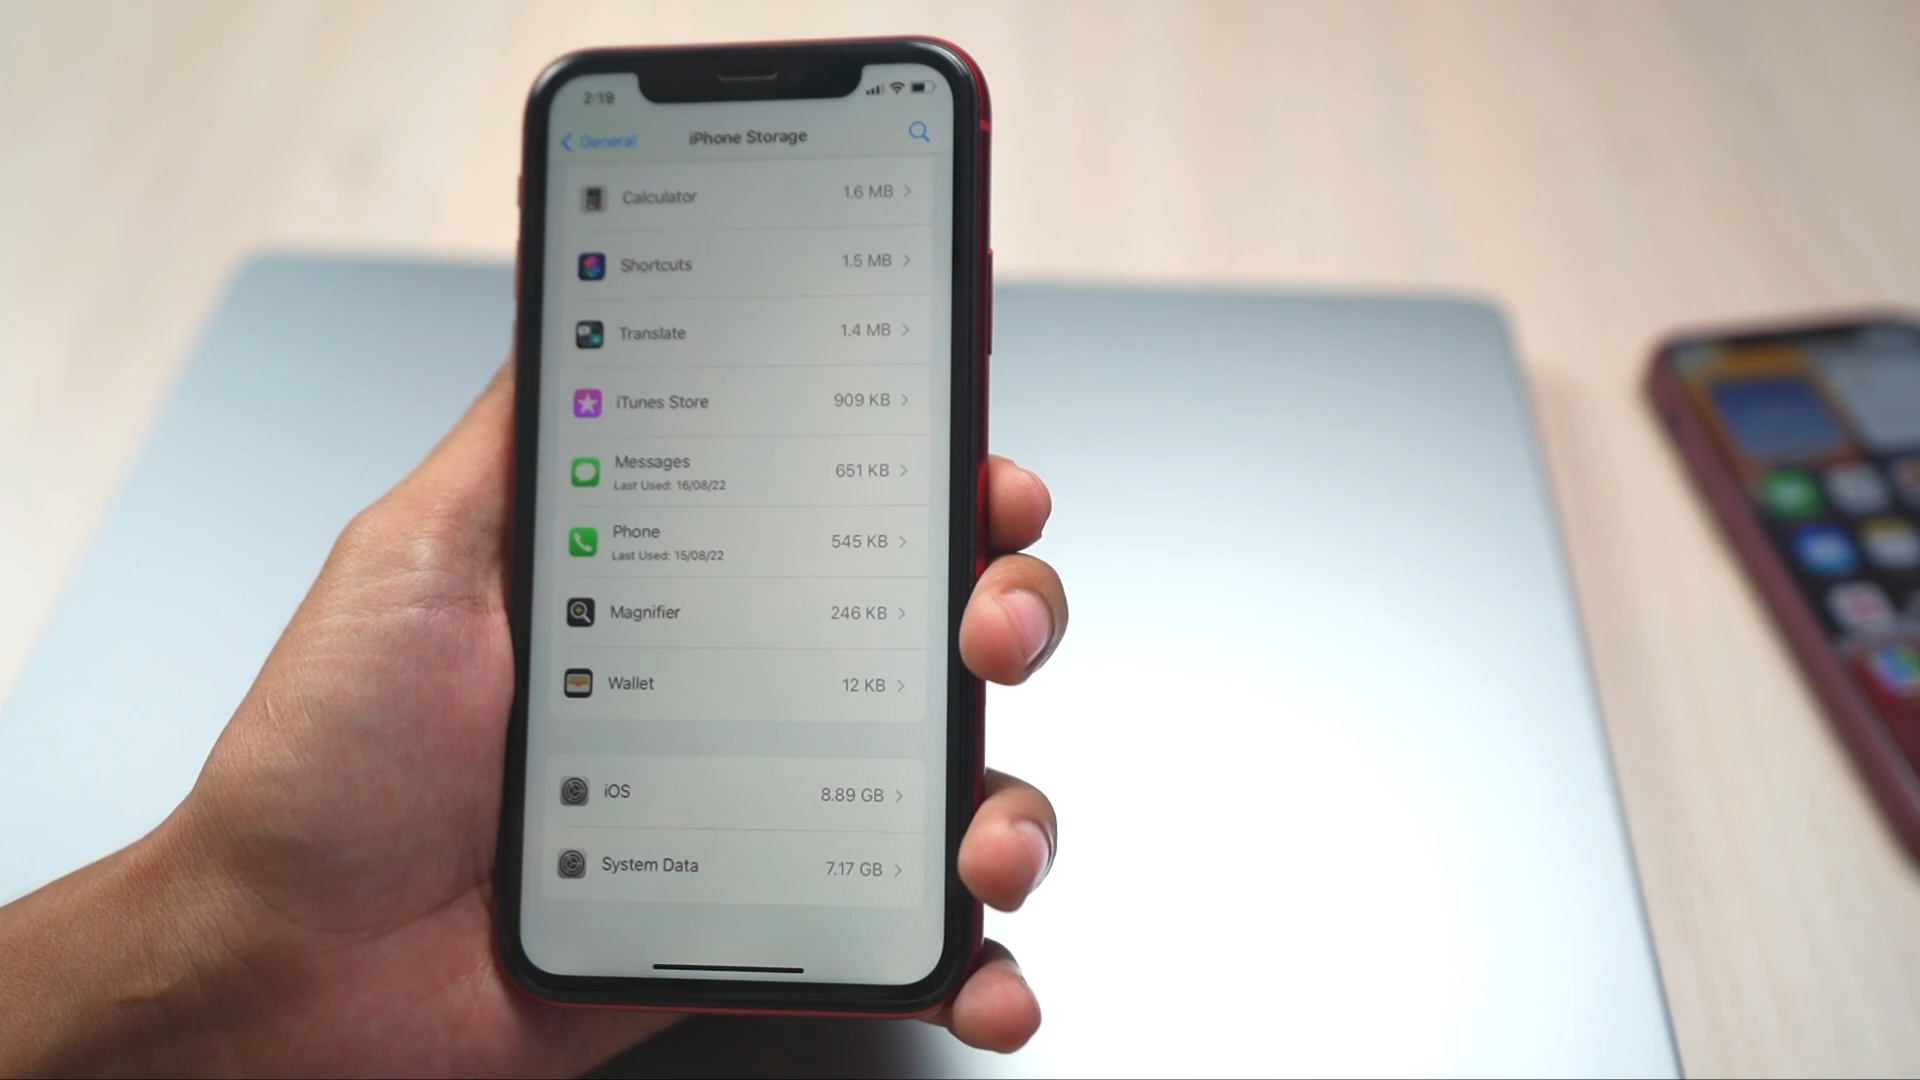 2:19
General
iPhone Storage
Calculator 1.6 MB
Shortcuts 1.5 MB
Translate 1.4 MB
iTunes Store 909 KB
Messages 651 KB
Last Used: 16/08/22
Phone 545 KB
Last Used: 15/08/22
Magnifier 246 KB
Wallet 12 KB
iOS 8.89 GB
System Data 7.17 GB